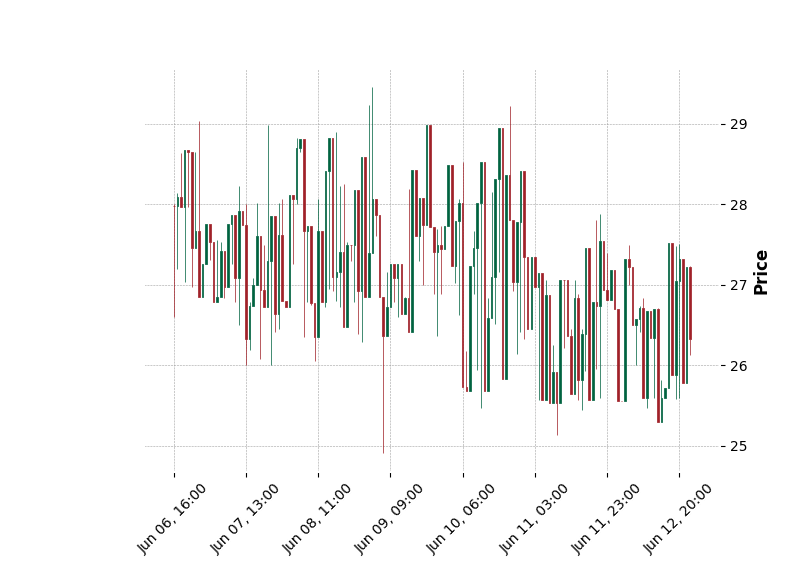 29
28
27
26
25
Price
Jun 06, 16:00
Jun 07, 13:00
Jun 08, 11:00
Jun 09, 09:00
Jun 10, 06:00
Jun 11, 03:00
Jun 11, 23:00
Jun 12, 20:00